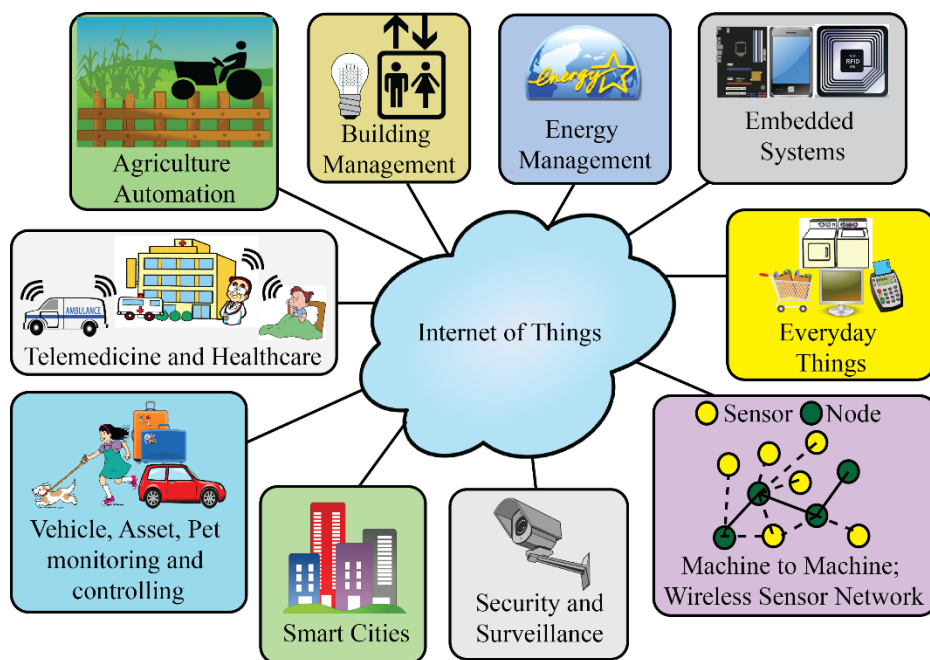 Agriculture
Automation
Building
Management
Energy
Energy
Management
RFID
Embedded
Systems
Internet of Things
AMBULANCE
Telemedicine and Healthcare
Everyday
Things
Vehicle, Asset, Pet
monitoring and
controlling
Smart Cities
Security and
Surveillance
Sensor Node
Machine to Machine;
Wireless Sensor Network